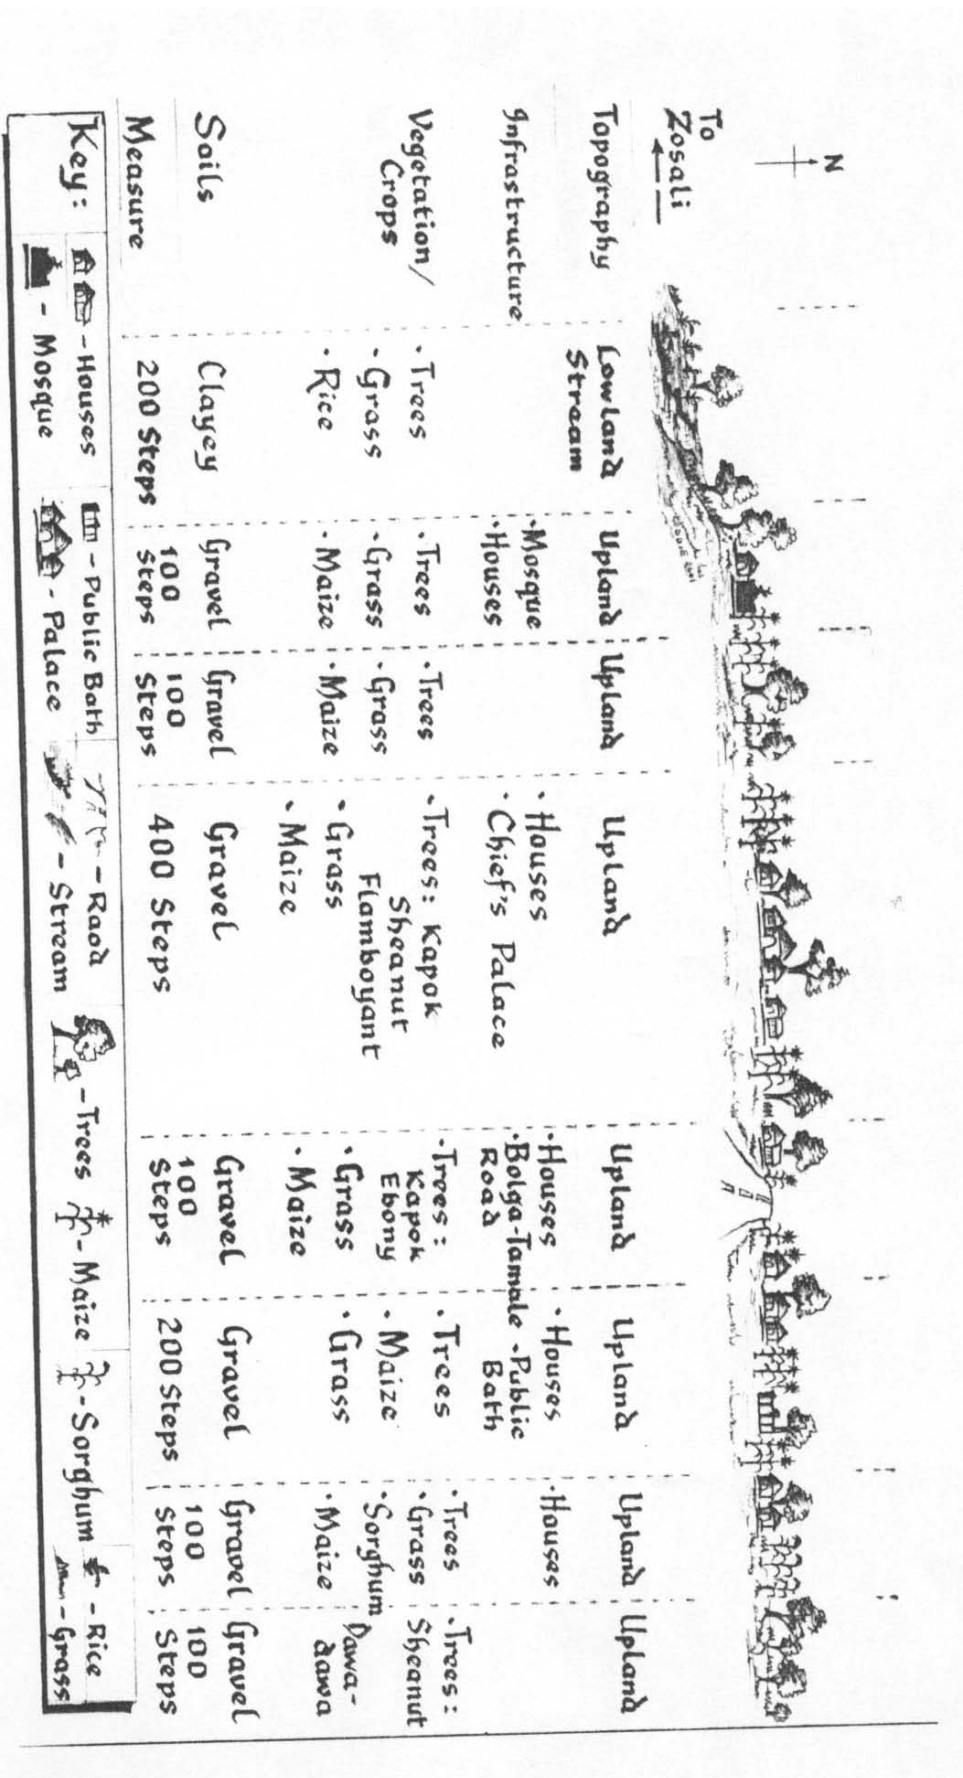 N
To
Zosali
Topography
Lowland
Stream
Upland
Upland
Upland
Upland
Upland
Upland
Upland
Infrastructure
·Mosque
·Houses
· Houses
· Chief's Palace
·Houses
·Bolga-Tamale
Road
· Houses
·Public
Bath
·Houses
Vegetation/
Crops
·Trees
·Grass
·Rice
·Trees
·Grass
·Maize
·Trees
·Grass
·Maize
·Trees: Kapok
Sheanut
Flamboyant
· Grass
· Maize
·Trees:
Kapok
Ebony
·Grass
· Maize
· Trees
· Maize
· Grass
·Trees
·Grass
·Sorghum
·Maize
·Trees:
Sheanut
Dawa-
dawa
Soils
Clayey
Gravel
Gravel
Gravel
Gravel
Gravel
Gravel
Gravel
Measure
200 Steps
100
Steps
100
Steps
400 Steps
100
Steps
200 Steps
100
Steps
100
Steps
Key:
- Houses
- Mosque
- Public Bath
- Palace
- Raod
- Stream
- Trees
- Maize
- Sorghum
- Rice
- Grass